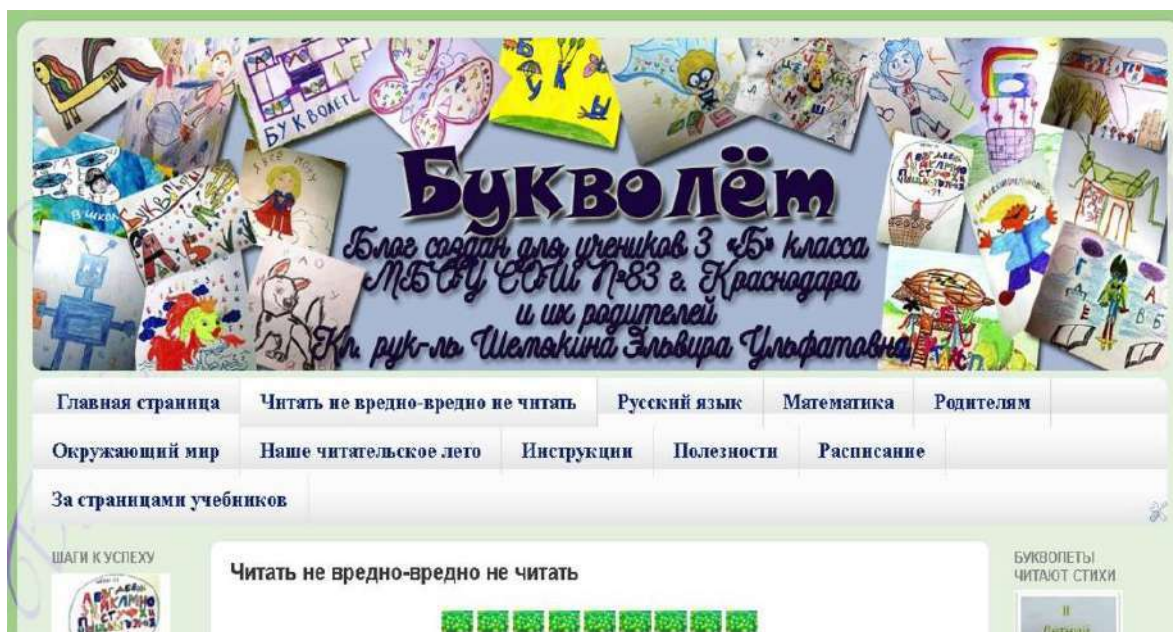 БУКВОЛЁТ
Букволёт
Блог создан для учеников 3 «Б» класса
МБОУ СОШ №83 г. Краснодара
и их родителей
Кл. рук-ль Шемякина Эльвира Ульфатовна
Главная страница
Читать не вредно-вредно не читать
Русский язык
Математика
Родителям
Окружающий мир
Наше читательское лето
Инструкции
Полезности
Расписание
За страницами учебников
ШАГИ К УСПЕХУ
Читать не вредно-вредно не читать
БУКВОЛЕТЫ
ЧИТАЮТ СТИХИ